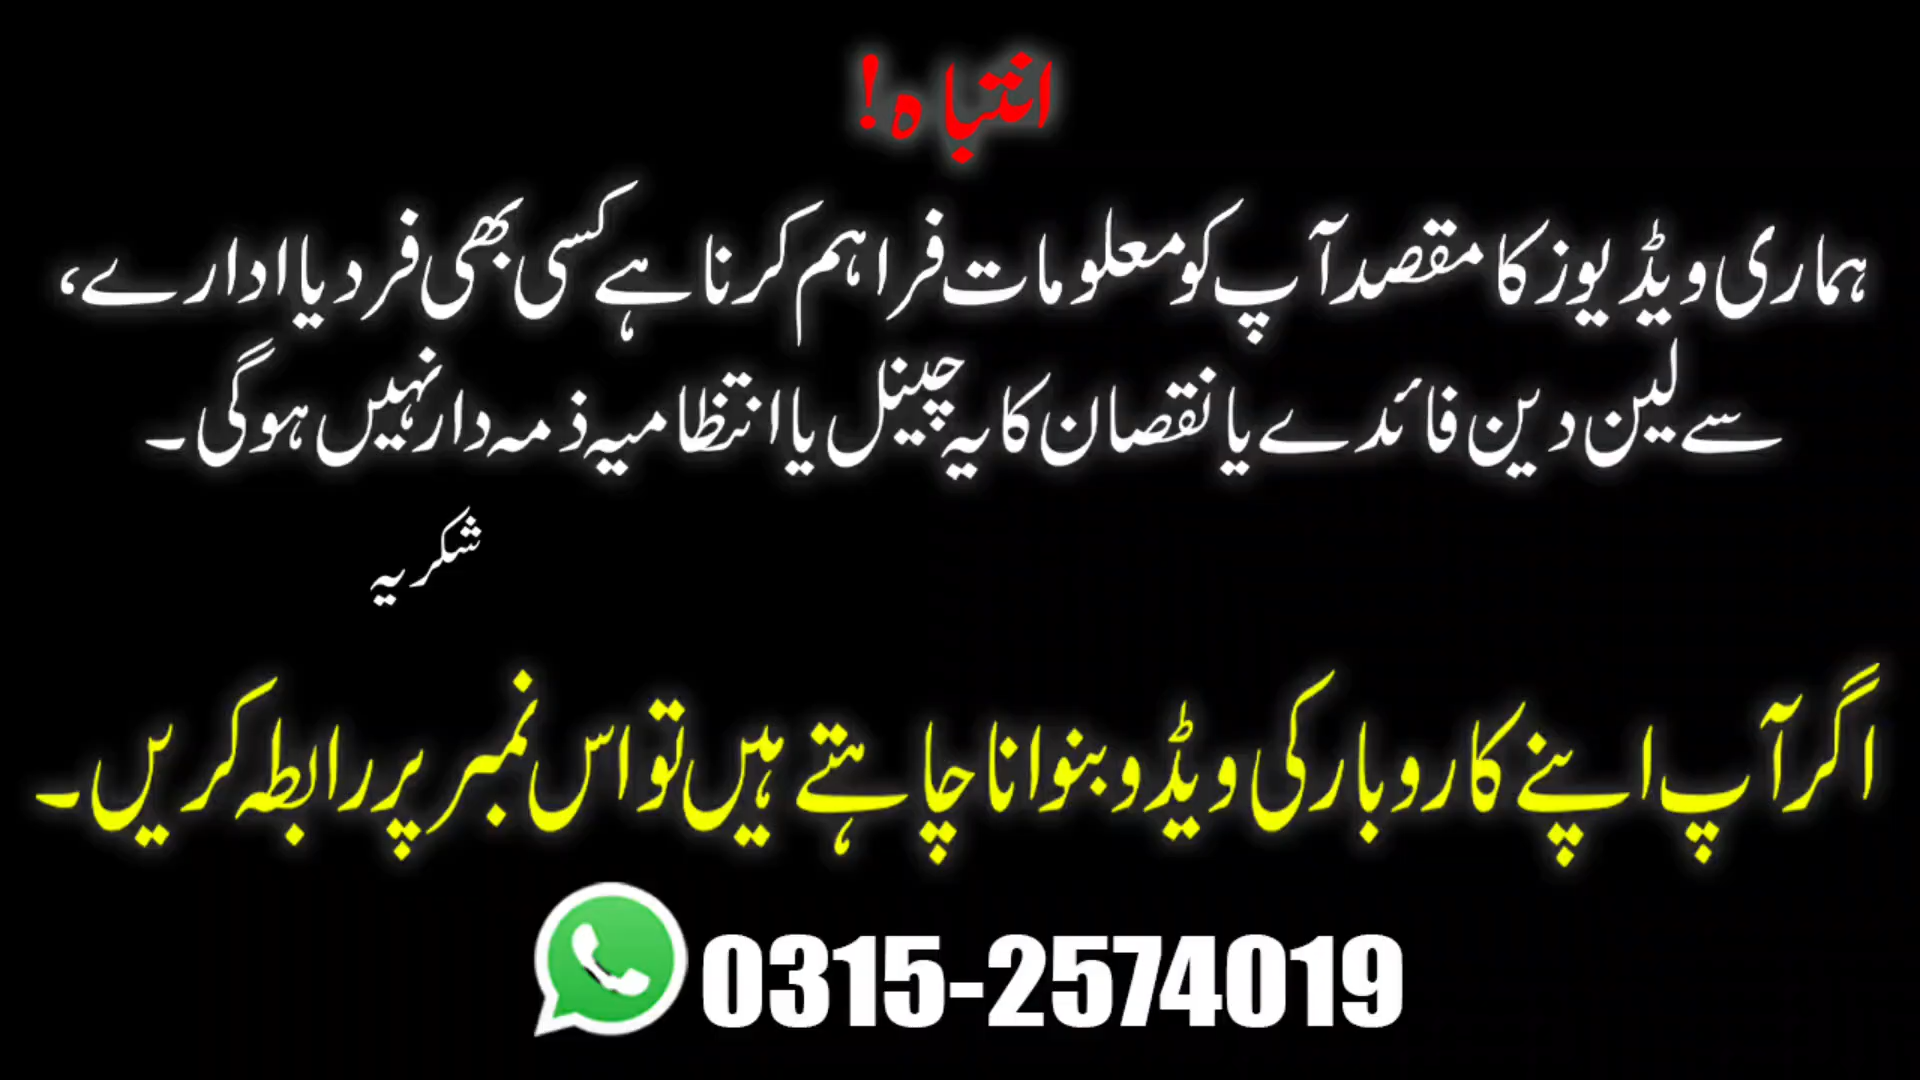 انتباہ!
ہماری ویڈیوز کا مقصد آپ کو معلومات فراہم کرنا ہے کسی بھی فرد یا ادارے،
سے لین دین فائدے یا نقصان کا یہ چینل یا انتظامیہ ذمہ دار نہیں ہوگی۔
شکریہ
اگر آپ اپنے کاروبار کی ویڈو بنوانا چاہتے ہیں تو اس نمبر پر رابطہ کریں۔
0315-2574019